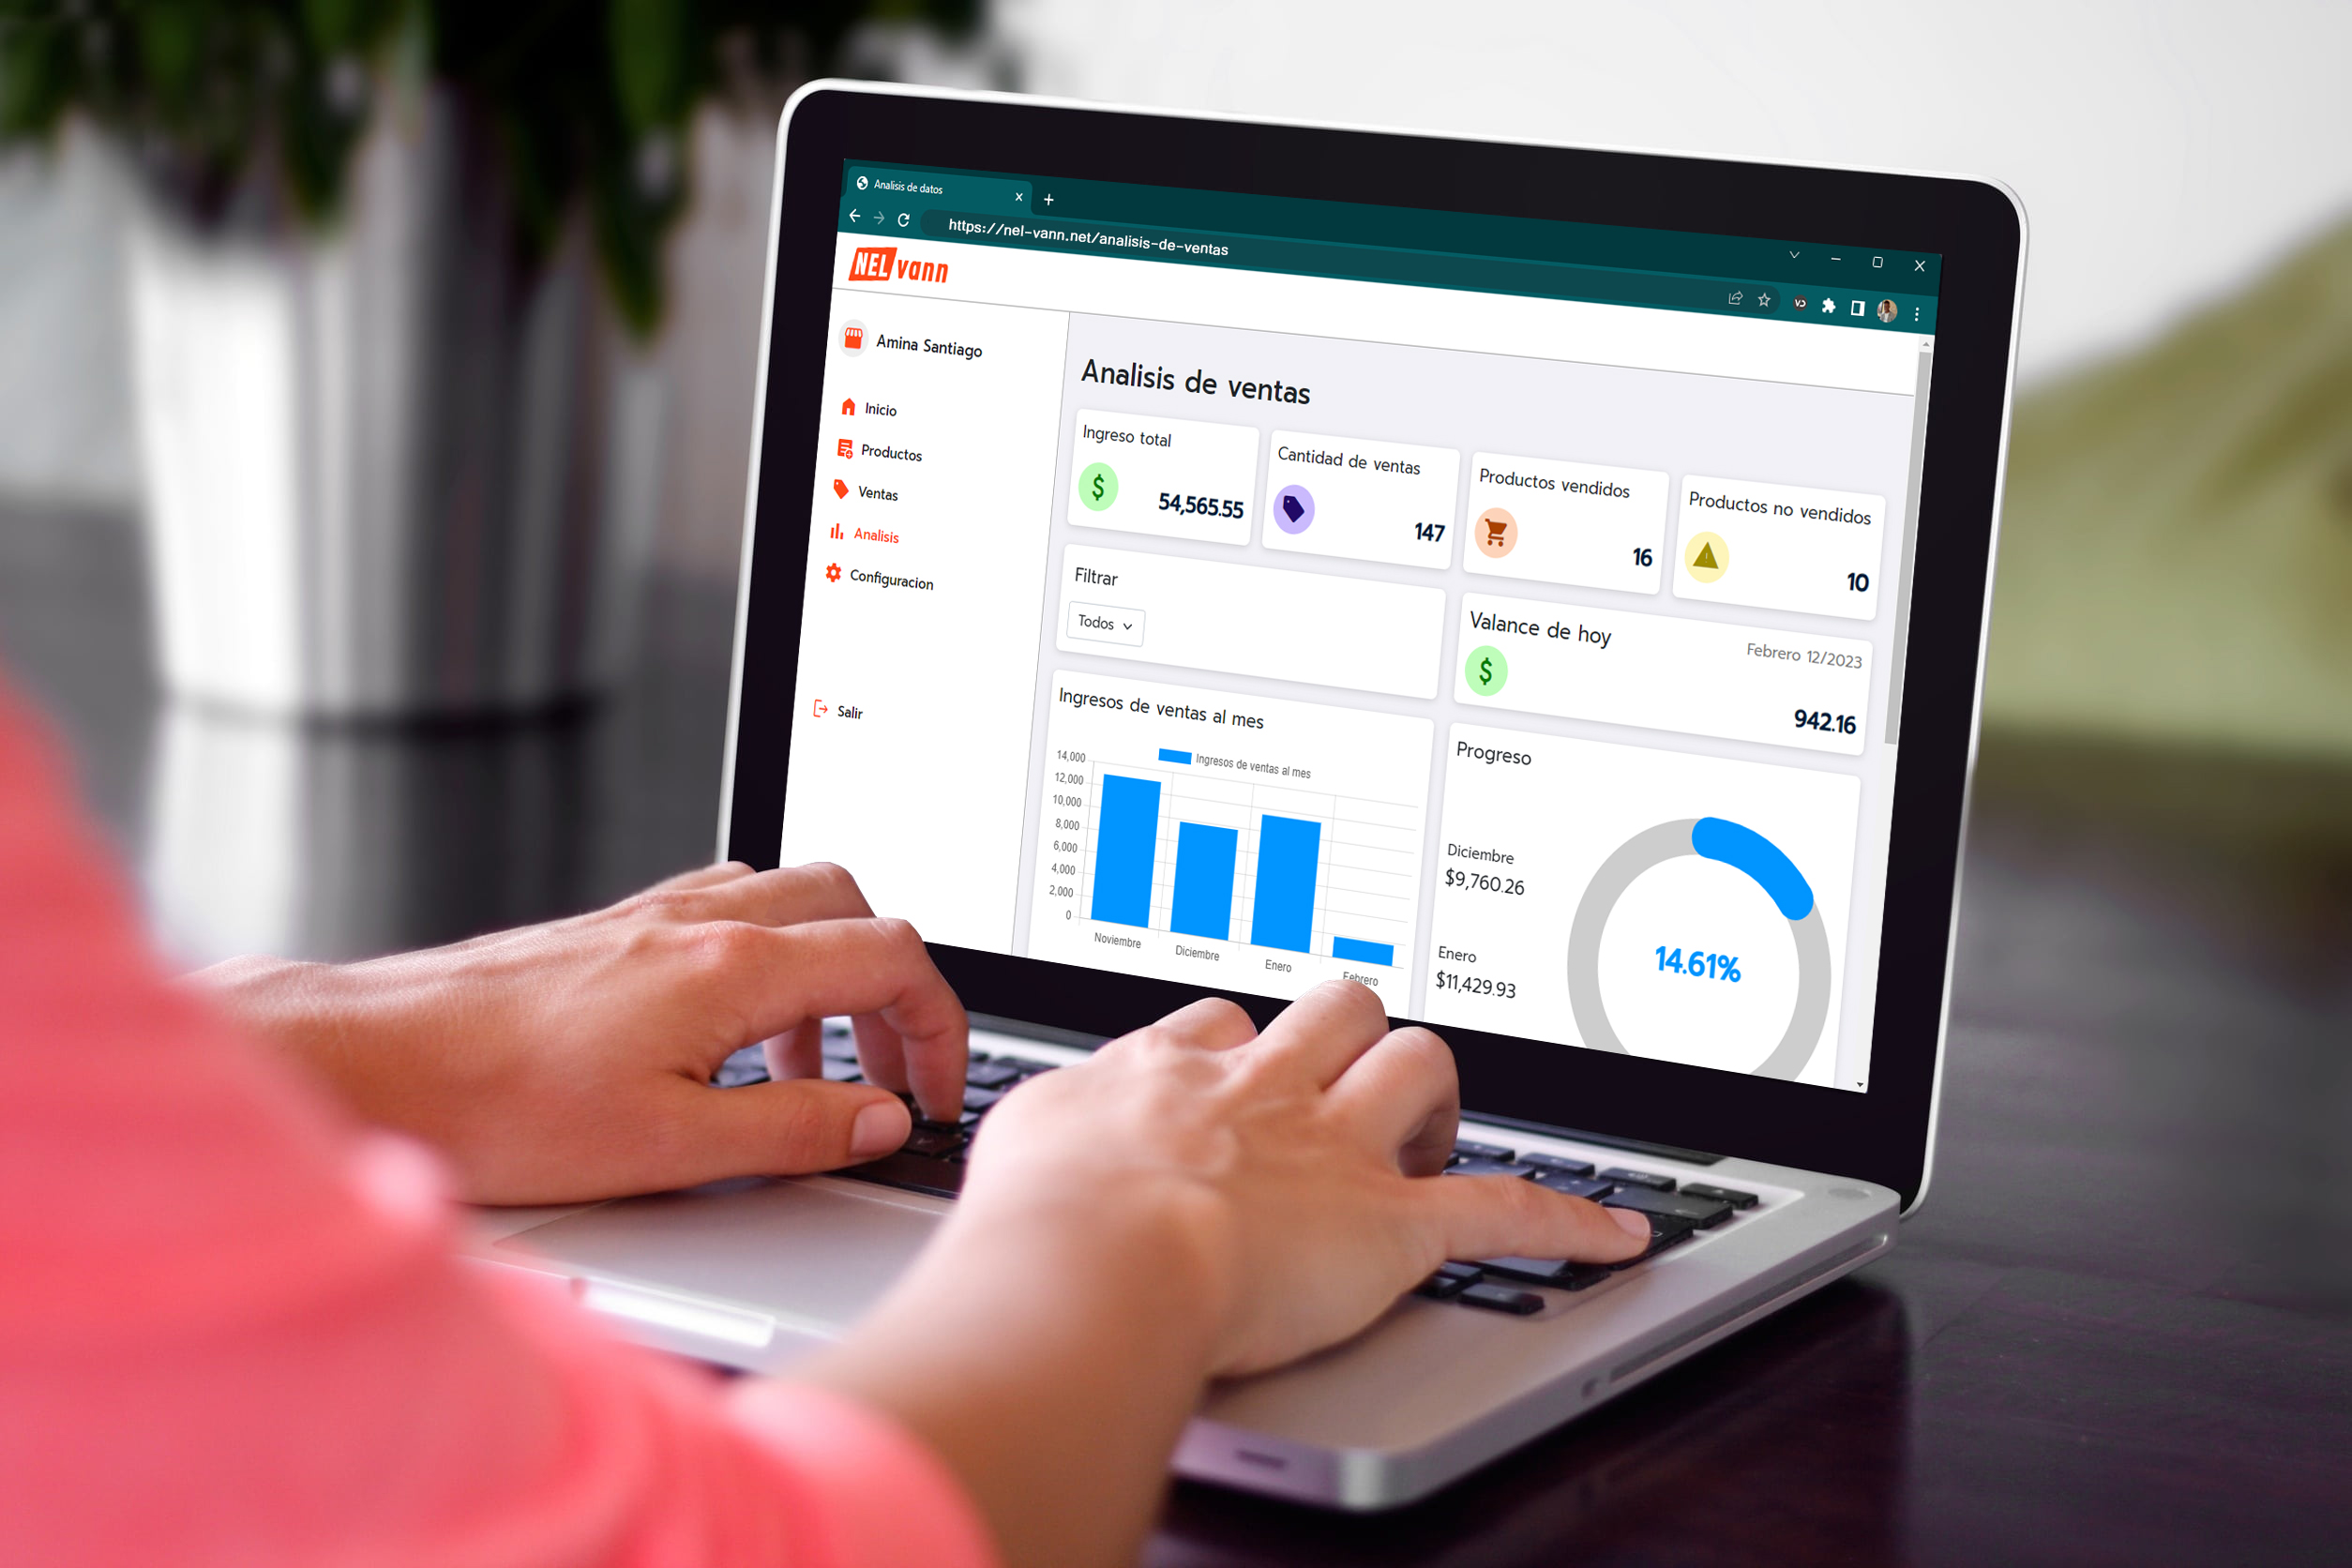 Analisis de datos
https://nel-vann.net/analisis-de-ventas
NEL vann
Amina Santiago
Inicio
Productos
Ventas
Analisis
Configuracion
Salir
Analisis de ventas
Ingreso total
$
54,565.55
Cantidad de ventas
147
Productos vendidos
16
Productos no vendidos
10
Filtrar
Todos
Valance de hoy
Febrero 12/2023
$
942.16
Ingresos de ventas al mes
Ingresos de ventas al mes
14,000
12,000
10,000
8,000
6,000
4,000
2,000
0
Noviembre
Diciembre
Enero
Febrero
Progreso
Diciembre
$9,760.26
Enero
$11,429.93
14.61%